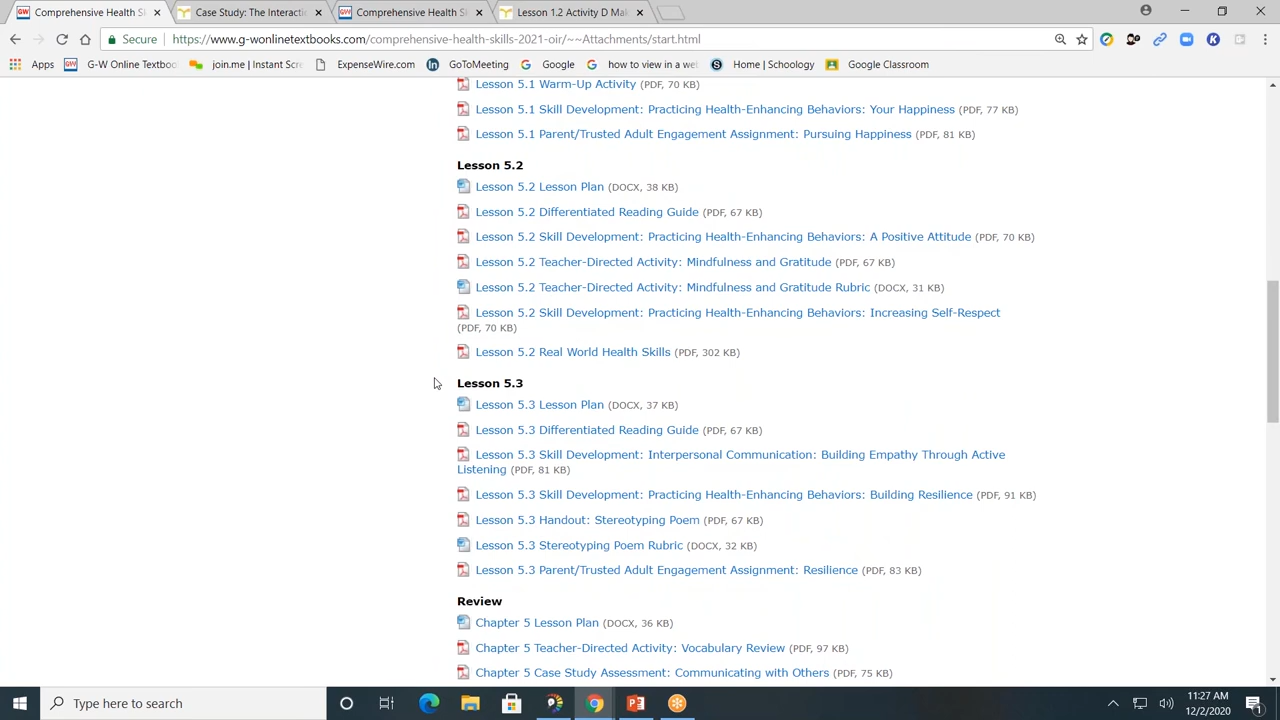 Comprehensive Health S
Case Study: The Interacti
Comprehensive Health Sk
Lesson 1.2 Activity D Mak
Secure
https://www.g-wonlinetextbooks.com/comprehensive-health-skills-2021-oir/~~Attachments/start.html
Apps
G-W Online Textboo
join.me | Instant Scre
ExpenseWire.com
GoToMeeting
Google
how to view in a web
Home | Schoology
Google Classroom
Lesson 5.1 Warm-Up Activity (PDF, 70 KB)
Lesson 5.1 Skill Development: Practicing Health-Enhancing Behaviors: Your Happiness (PDF, 77 KB)
Lesson 5.1 Parent/Trusted Adult Engagement Assignment: Pursuing Happiness (PDF, 81 KB)
Lesson 5.2
Lesson 5.2 Lesson Plan (DOCX, 38 KB)
Lesson 5.2 Differentiated Reading Guide (PDF, 67 KB)
Lesson 5.2 Skill Development: Practicing Health-Enhancing Behaviors: A Positive Attitude (PDF, 70 KB)
Lesson 5.2 Teacher-Directed Activity: Mindfulness and Gratitude (PDF, 67 KB)
Lesson 5.2 Teacher-Directed Activity: Mindfulness and Gratitude Rubric (DOCX, 31 KB)
Lesson 5.2 Skill Development: Practicing Health-Enhancing Behaviors: Increasing Self-Respect
(PDF, 70 KB)
Lesson 5.2 Real World Health Skills (PDF, 302 KB)
Lesson 5.3
Lesson 5.3 Lesson Plan (DOCX, 37 KB)
Lesson 5.3 Differentiated Reading Guide (PDF, 67 KB)
Lesson 5.3 Skill Development: Interpersonal Communication: Building Empathy Through Active
Listening (PDF, 81 KB)
Lesson 5.3 Skill Development: Practicing Health-Enhancing Behaviors: Building Resilience (PDF, 91 KB)
Lesson 5.3 Handout: Stereotyping Poem (PDF, 67 KB)
Lesson 5.3 Stereotyping Poem Rubric (DOCX, 32 KB)
Lesson 5.3 Parent/Trusted Adult Engagement Assignment: Resilience (PDF, 83 KB)
Review
Chapter 5 Lesson Plan (DOCX, 36 KB)
Chapter 5 Teacher-Directed Activity: Vocabulary Review (PDF, 97 KB)
Chapter 5 Case Study Assessment: Communicating with Others (PDF, 75 KB)
Type here to search
11:27 AM
12/2/2020